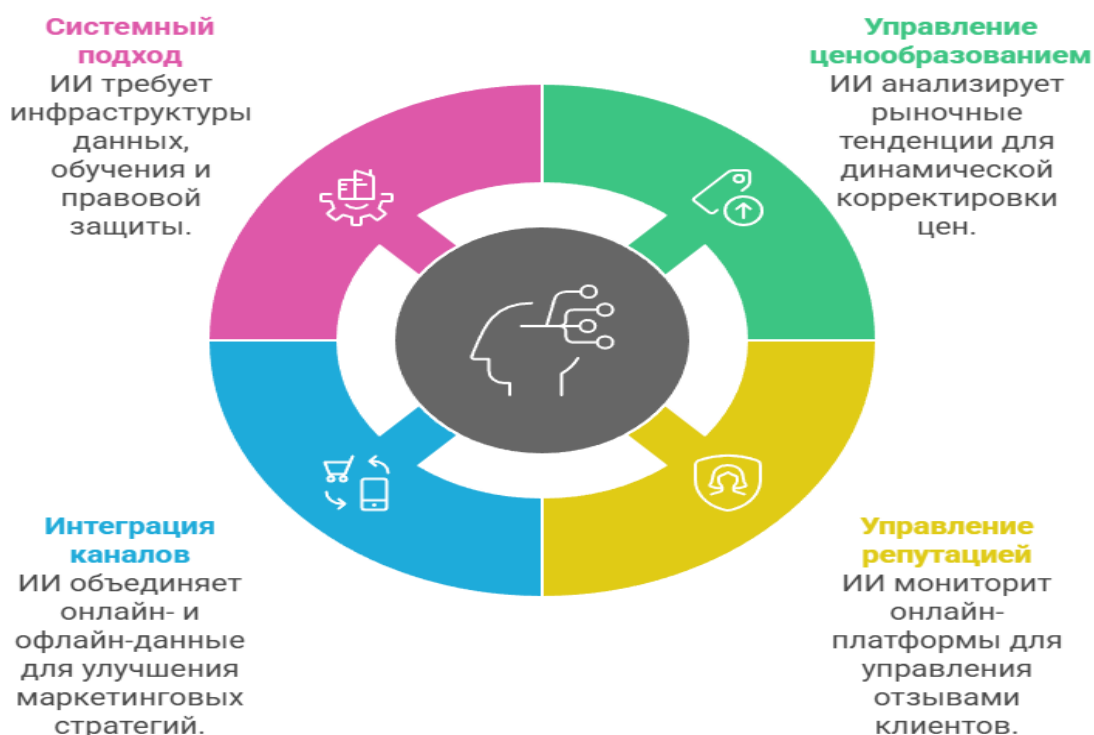 Системный
подход
ИИ требует
инфраструктуры
данных,
обучения и
правовой
защиты.
Управление
ценообразованием
ИИ анализирует
рыночные
тенденции для
динамической
корректировки
цен.
Интеграция
каналов
ИИ объединяет
онлайн- и
офлайн-данные
для улучшения
маркетинговых
стратегий.
Управление
репутацией
ИИ мониторит
онлайн-
платформы для
управления
отзывами
клиентов.